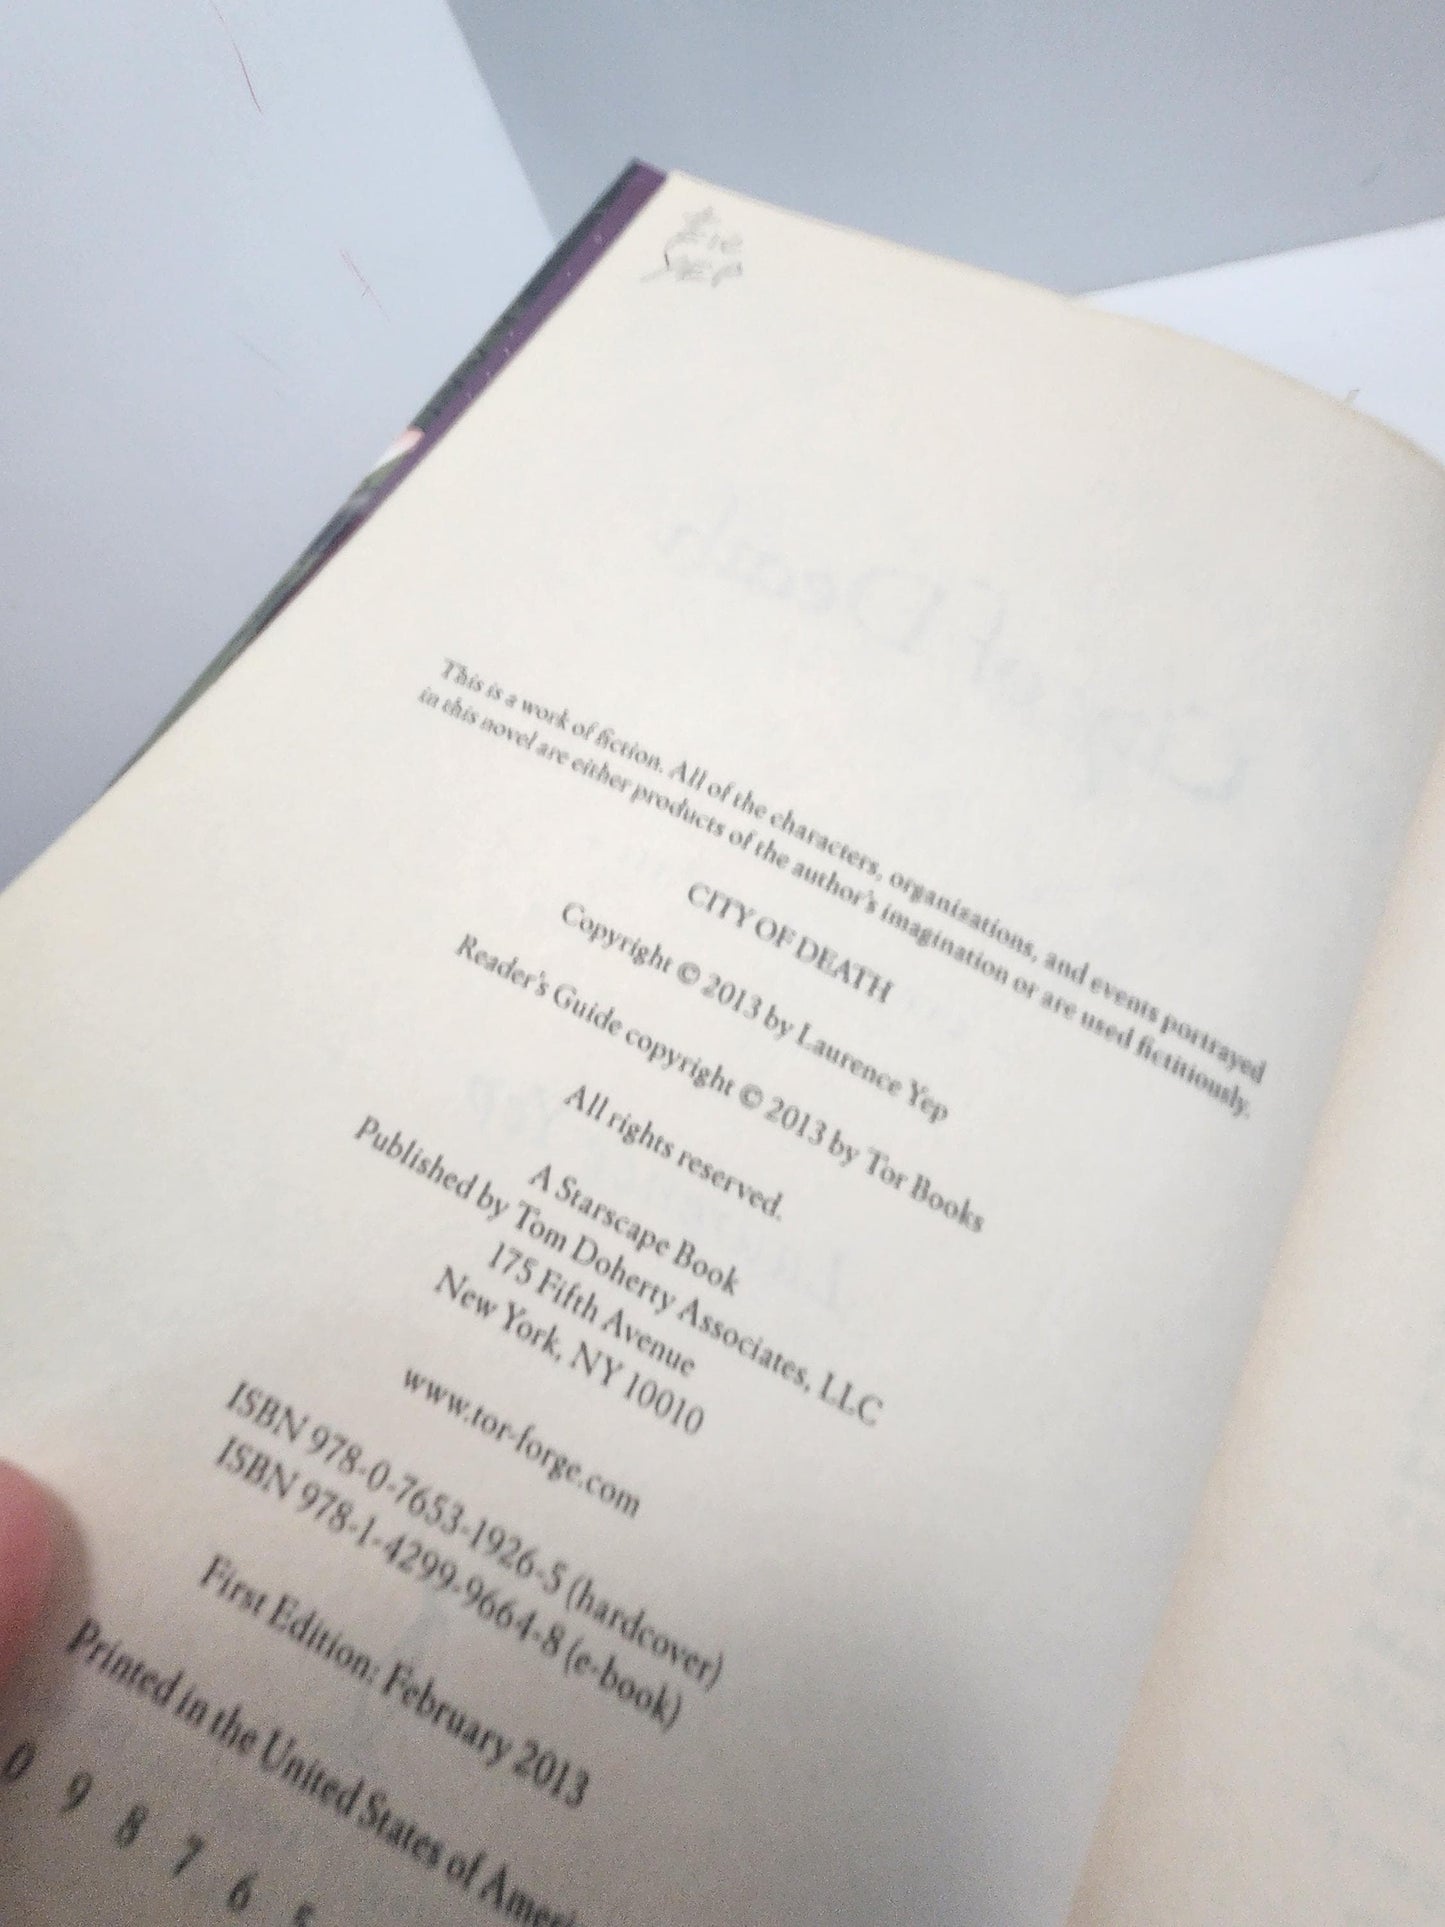 YEP
This is a work of fiction. All of the characters, organizations, and events portrayed
in this novel are either products of the author's imagination or are used fictitiously.
CITY OF DEATH
Copyright © 2013 by Laurence Yep
Reader's Guide copyright © 2013 by Tor Books
All rights reserved.
A Starscape Book
Published by Tom Doherty Associates, LLC
175 Fifth Avenue
New York, NY 10010
www.tor-forge.com
ISBN 978-0-7653-1926-5 (hardcover)
ISBN 978-1-4299-9664-8 (e-book)
First Edition: February 2013
Printed in the United States of Ameri
0 9 8 7 6 5